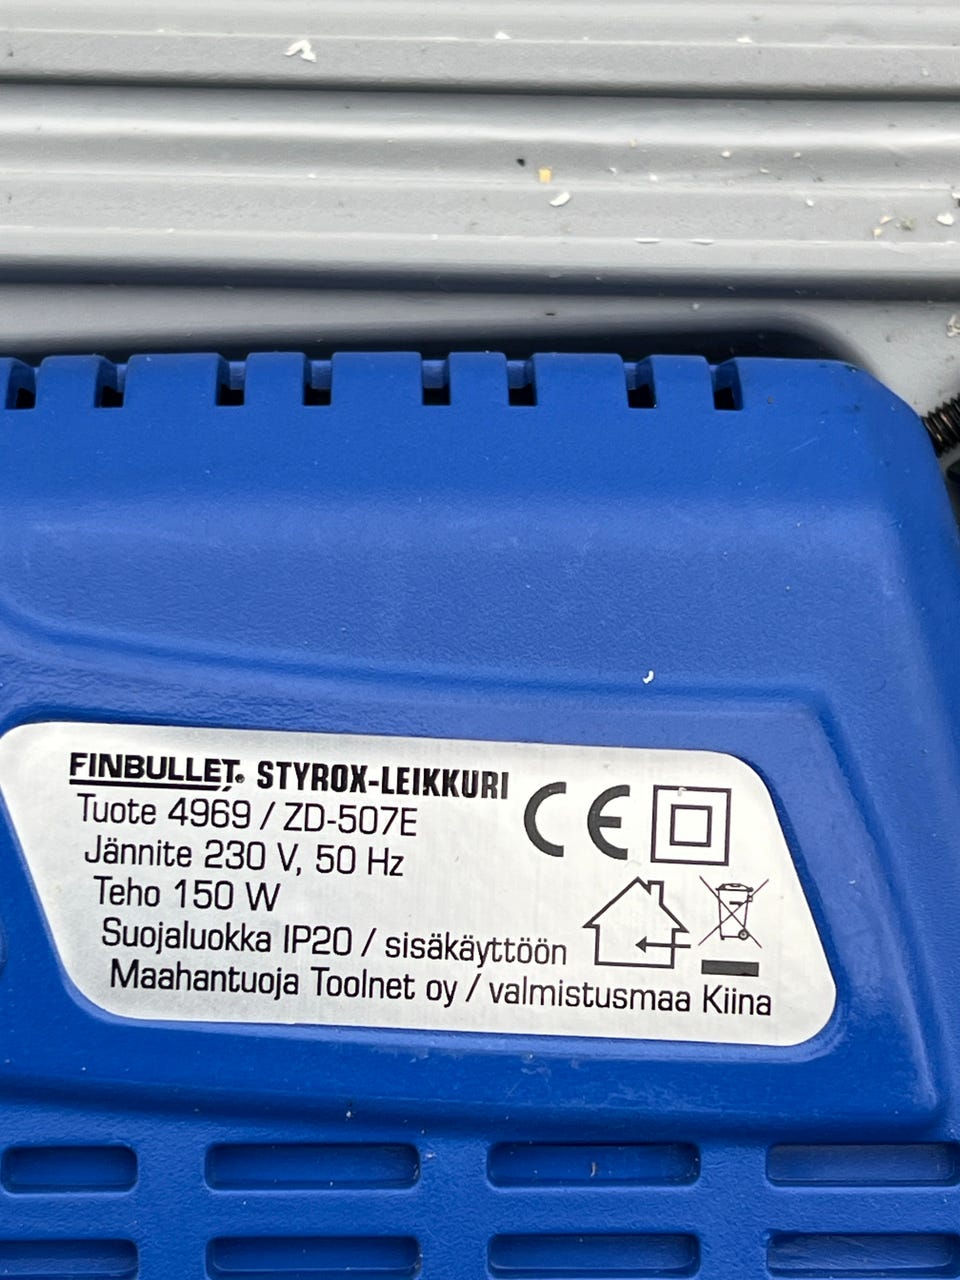 FINBULLET® STYROX-LEIKKURI
Tuote 4969 / ZD-507E
Jännite 230 V, 50 Hz
Teho 150 W
Suojaluokka IP20 / sisäkäyttöön
Maahantuoja Toolnet oy / valmistusmaa Kiina
CE